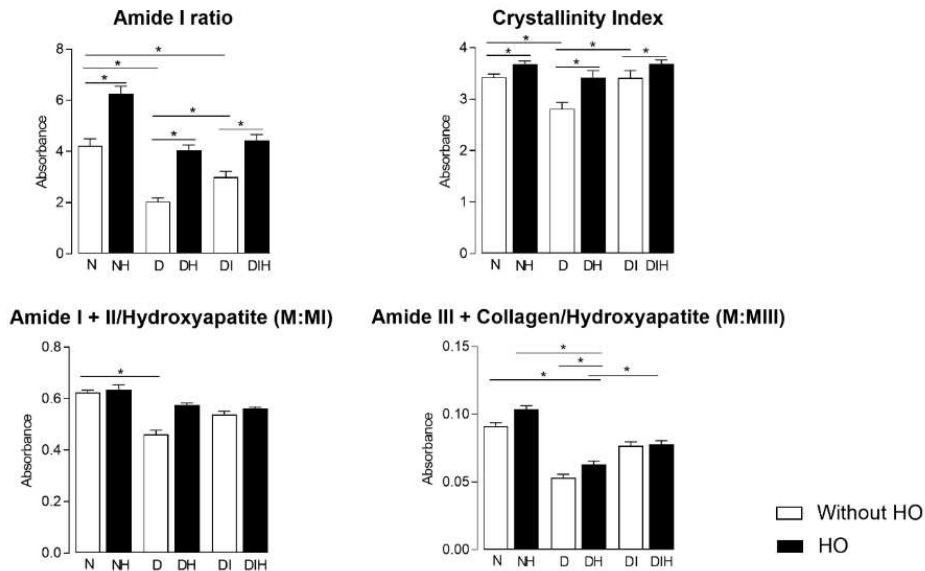 Amide I ratio
*
*
*
*
*
*
Absorbance
8
6
4
2
0
N NH D DH DI DIH
Crystallinity Index
* *
* * *
Absorbance
4
3
2
1
0
N NH D DH DI DIH
Amide I + II/Hydroxyapatite (M:MI)
*
Absorbance
0.8
0.6
0.4
0.2
0.0
N NH D DH DI DIH
Amide III + Collagen/Hydroxyapatite (M:MIII)
*
*
* *
Absorbance
0.15
0.10
0.05
0.00
N NH D DH DI DIH
Without HO
HO